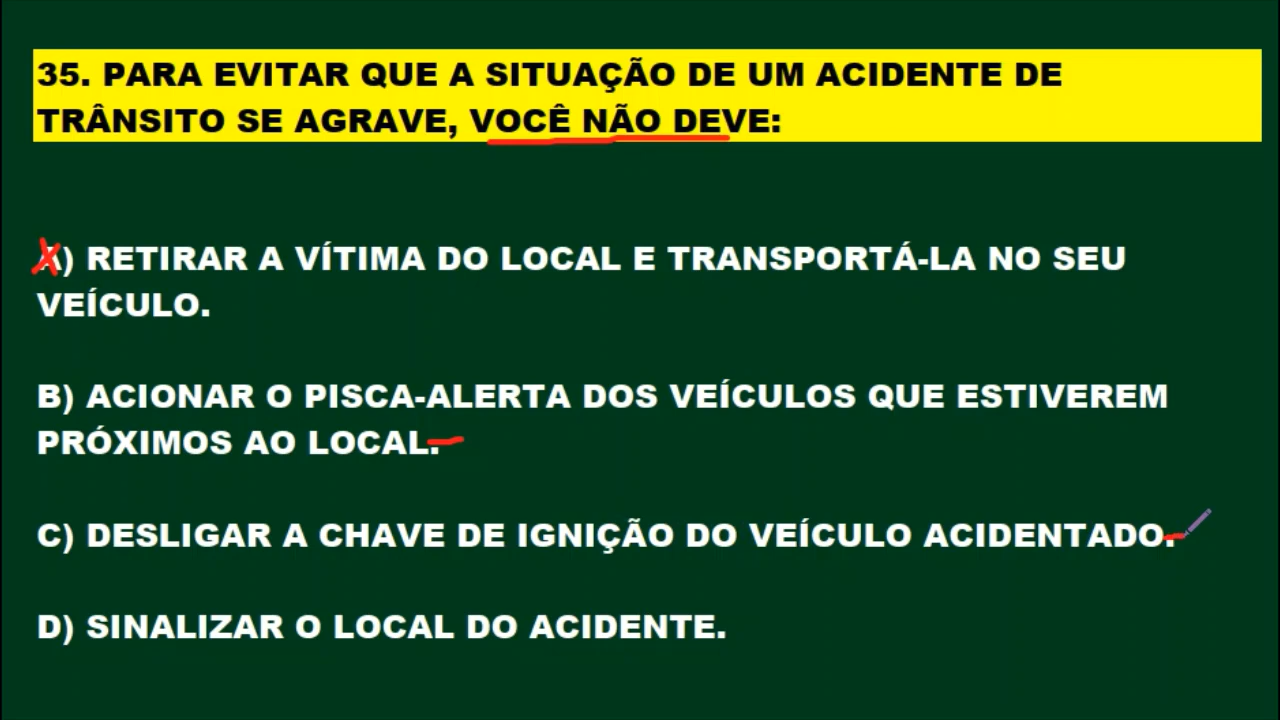 35. PARA EVITAR QUE A SITUAÇÃO DE UM ACIDENTE DE
TRÂNSITO SE AGRAVE, VOCÊ NÃO DEVE:
A) RETIRAR A VÍTIMA DO LOCAL E TRANSPORTÁ-LA NO SEU
VEÍCULO.
B) ACIONAR O PISCA-ALERTA DOS VEÍCULOS QUE ESTIVEREM
PRÓXIMOS AO LOCAL.
C) DESLIGAR A CHAVE DE IGNIÇÃO DO VEÍCULO ACIDENTADO.
D) SINALIZAR O LOCAL DO ACIDENTE.